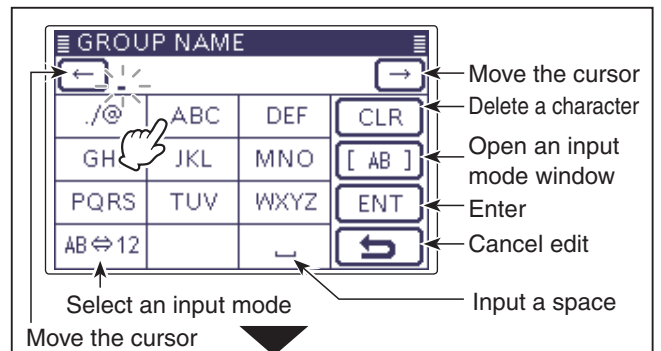 GROUP NAME
← → Move the cursor
./@ ABC DEF CLR Delete a character
GH JKL MNO [ AB ] Open an input
mode window
PQRS TUV WXYZ ENT Enter
AB⇔12 ⌴ Cancel edit
Select an input mode Input a space
Move the cursor